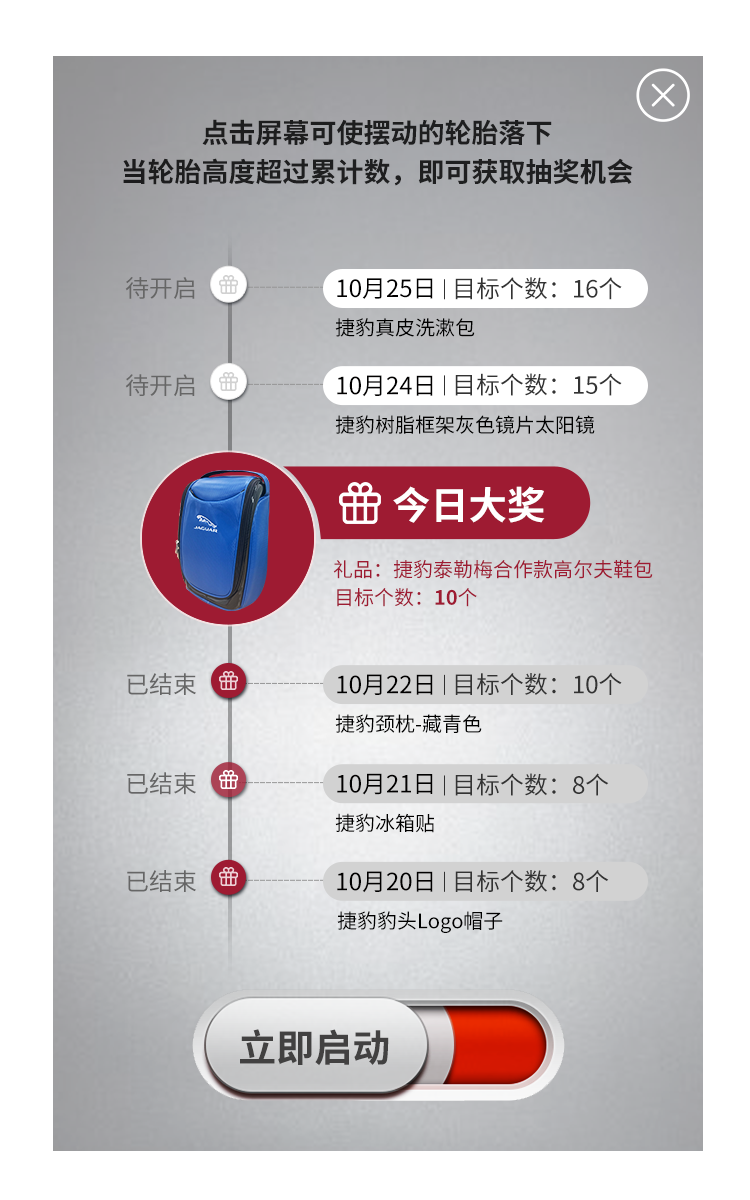 点击屏幕可使摆动的轮胎落下
当轮胎高度超过累计数，即可获取抽奖机会
待开启
10月25日|目标个数：16个
捷豹真皮洗漱包
待开启
10月24日|目标个数：15个
捷豹树脂框架灰色镜片太阳镜
JAGUAR
今日大奖
礼品：捷豹泰勒梅合作款高尔夫鞋包
目标个数：10个
已结束
10月22日|目标个数：10个
捷豹颈枕-藏青色
已结束
10月21日|目标个数：8个
捷豹冰箱贴
已结束
10月20日|目标个数：8个
捷豹豹头Logo帽子
立即启动